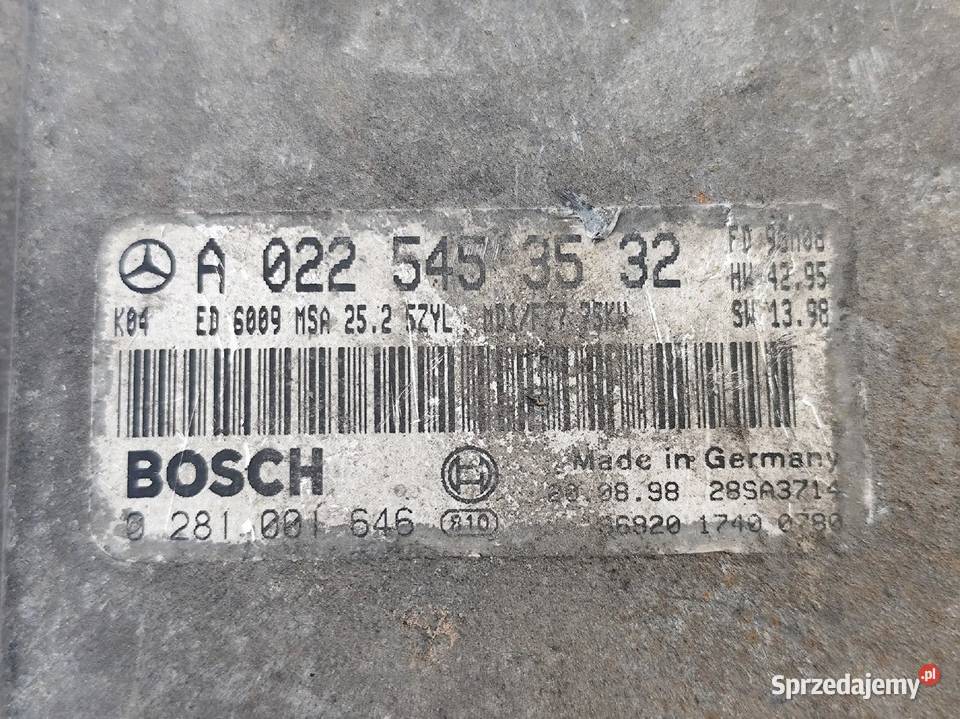 A 022 545 35 32
FD 98M08
HW 42.95
K04 ED 6009 MSA 25.2 5ZYL
SW 13.98
BOSCH
Made in Germany
20.08.98 28SA3714
0 281 001 646 810
1740 0780
Sprzedajemy.pl